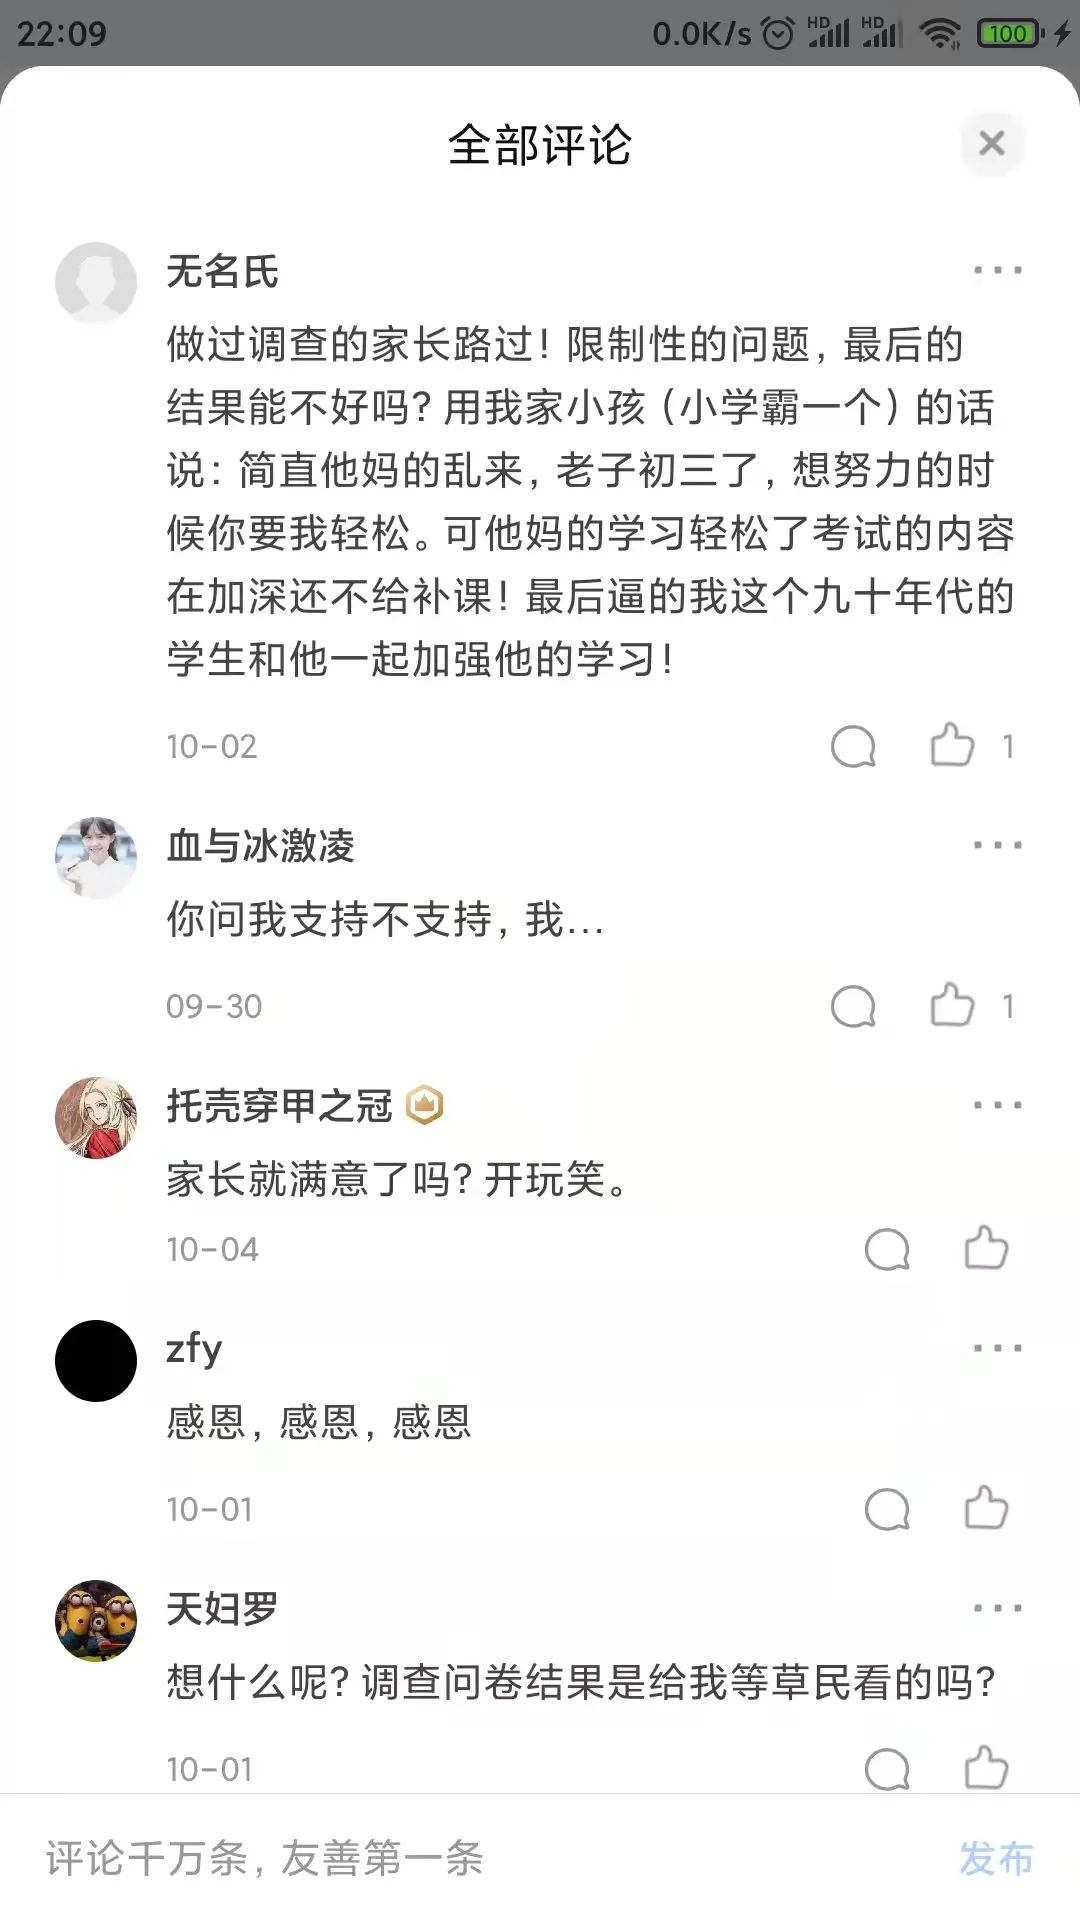 22:09
0.0K/s HD HD 100
全部评论
无名氏
做过调查的家长路过！限制性的问题，最后的
结果能不好吗？用我家小孩（小学霸一个）的话
说：简直他妈的乱来，老子初三了，想努力的时
候你要我轻松。可他妈的学习轻松了考试的内容
在加深还不给补课！最后逼的我这个九十年代的
学生和他一起加强他的学习！
10-02
1
血与冰激凌
你问我支持不支持，我...
09-30
1
托壳穿甲之冠
家长就满意了吗？开玩笑。
10-04
zfy
感恩，感恩，感恩
10-01
天妇罗
想什么呢？调查问卷结果是给我等草民看的吗？
10-01
评论千万条，友善第一条
发布